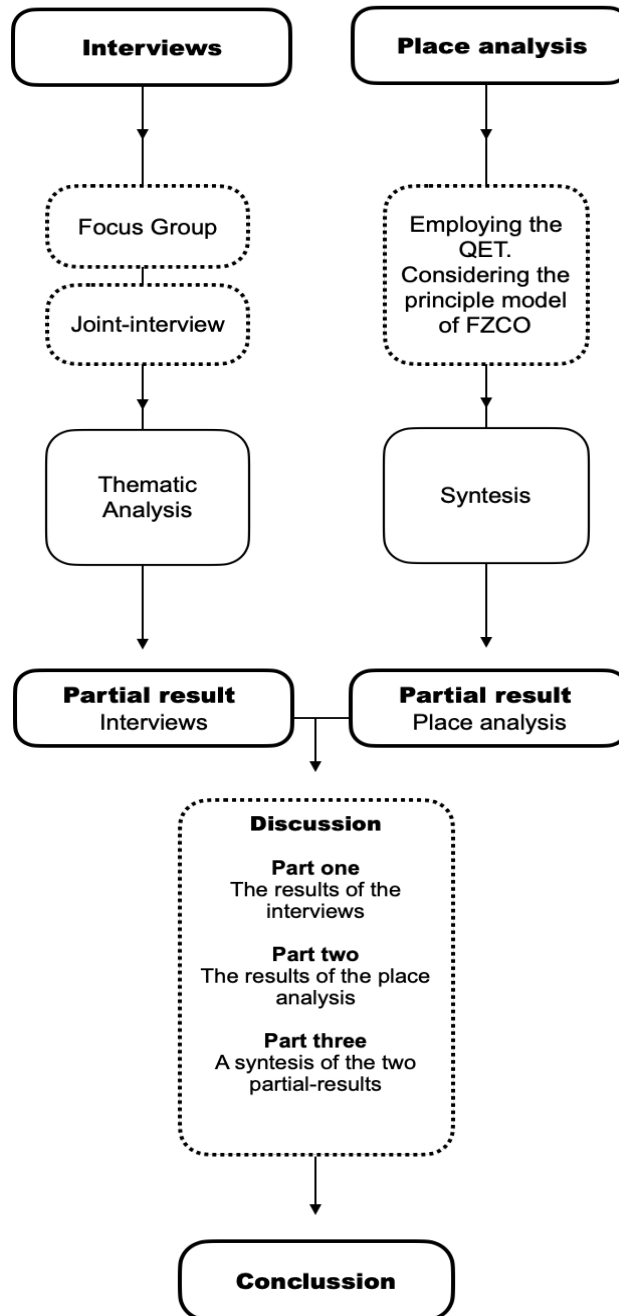 Interviews
Focus Group
Joint-interview
Thematic
Analysis
Partial result
Interviews
Place analysis
Employing the
QET.
Considering the
principle model
of FZCO
Syntesis
Partial result
Place analysis
Discussion
Part one
The results of the
interviews
Part two
The results of the place
analysis
Part three
A syntesis of the two
partial-results
Conclussion